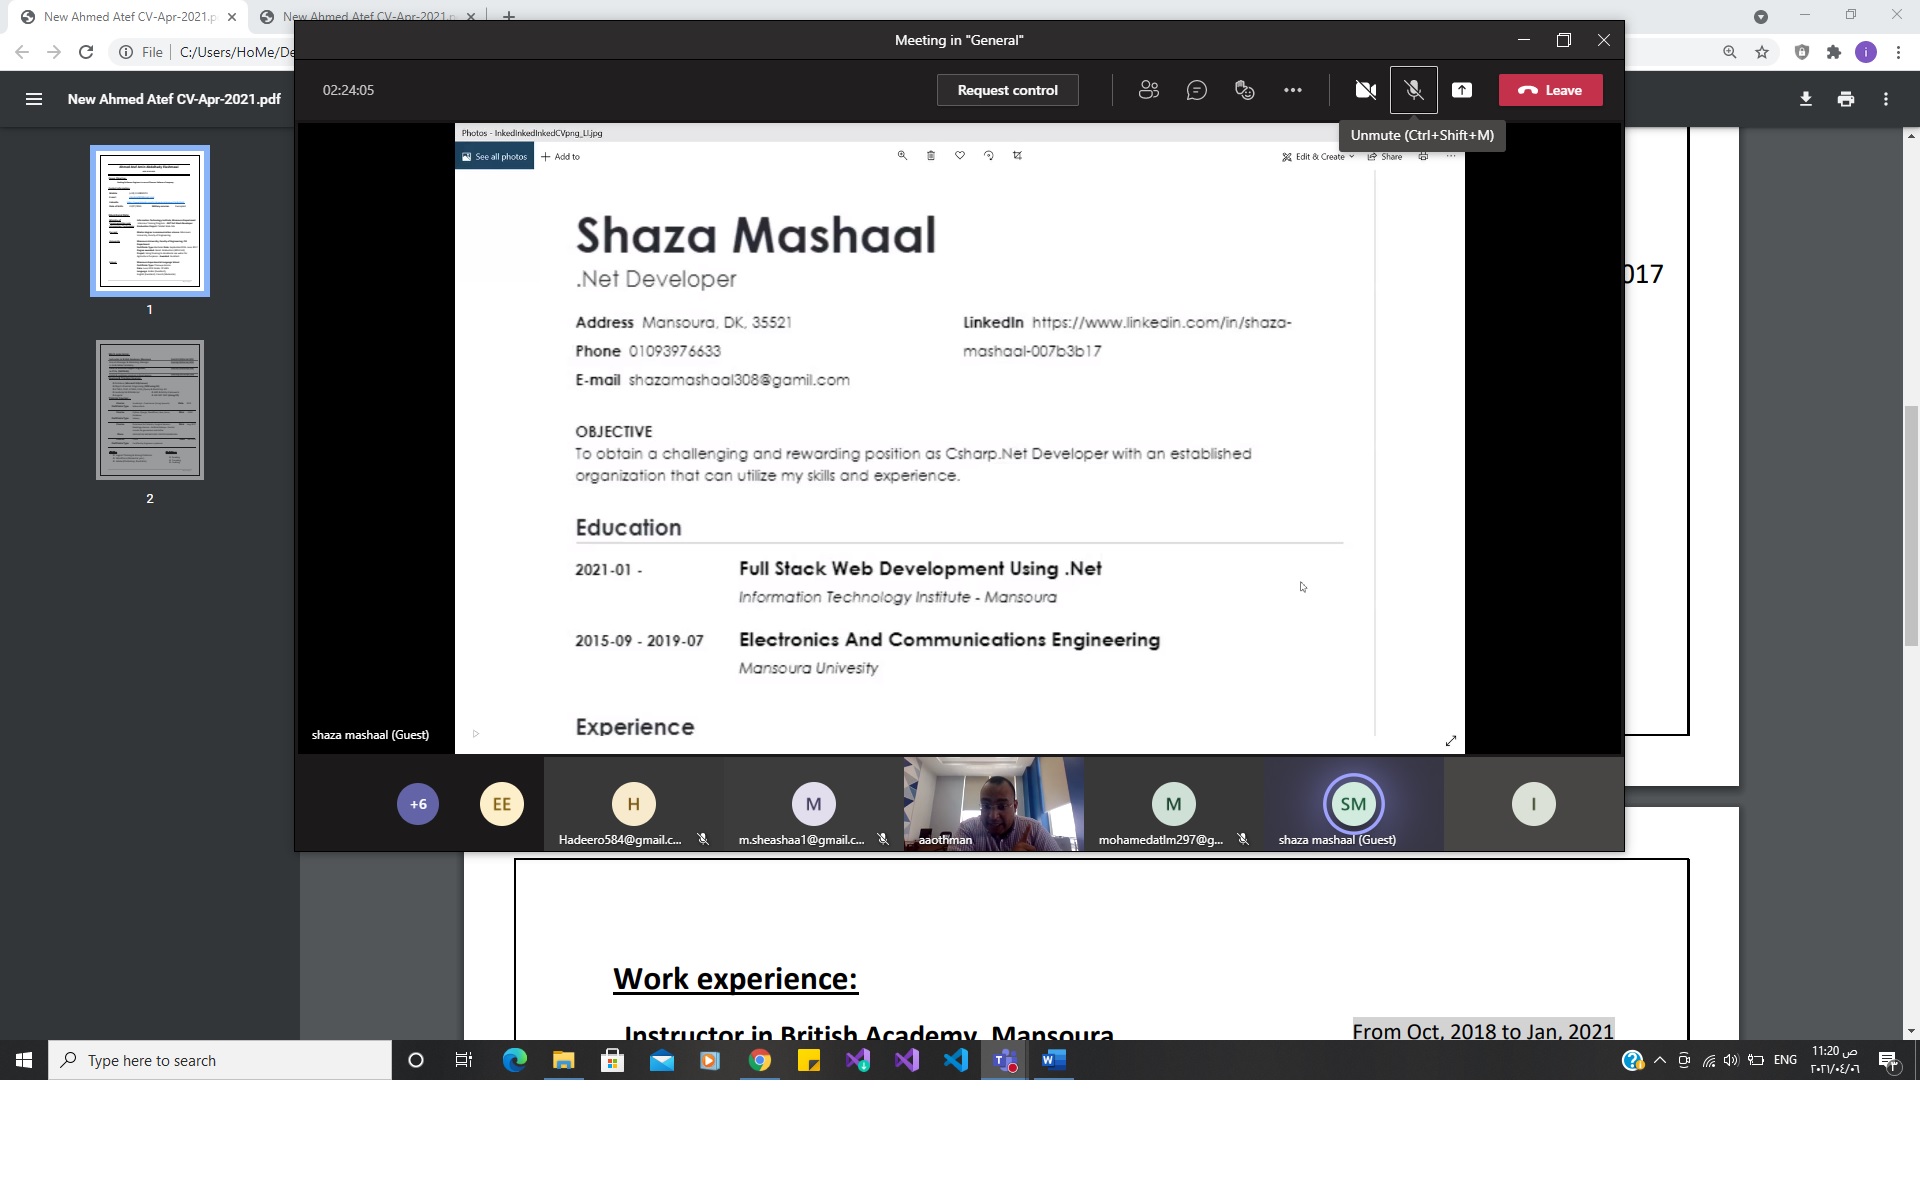 New Ahmed Atef CV-Apr-2021.p
New Ahmed Atef CV-Apr-2021.p
File
C:/Users/HoMe/De
i
New Ahmed Atef CV-Apr-2021.pdf
1
2
Meeting in "General"
02:24:05
Request control
Leave
Unmute (Ctrl+Shift+M)
Photos - InkedInkedInkedCVpng_LI.jpg
See all photos
Add to
Edit & Create
Share
Shaza Mashaal
.Net Developer
Address Mansoura, DK, 35521
LinkedIn https://www.linkedin.com/in/shaza-
Phone 01093976633
mashaal-007b3b17
E-mail shazamashaal308@gamil.com
OBJECTIVE
To obtain a challenging and rewarding position as Csharp.Net Developer with an established
organization that can utilize my skills and experience.
Education
2021-01 -
Full Stack Web Development Using .Net
Information Technology Institute - Mansoura
2015-09 - 2019-07
Electronics And Communications Engineering
Mansoura Univesity
Experience
shaza mashaal (Guest)
+6
EE
H
Hadeero584@gmail.c...
M
m.sheashaa1@gmail.c...
aaothman
M
mohamedatlm297@g...
SM
shaza mashaal (Guest)
I
017
Work experience:
Instructor in British Academy, Mansoura
From Oct, 2018 to Jan, 2021
Type here to search
ENG
11:20 ص
٢٠٢١/٠٤/٠٦